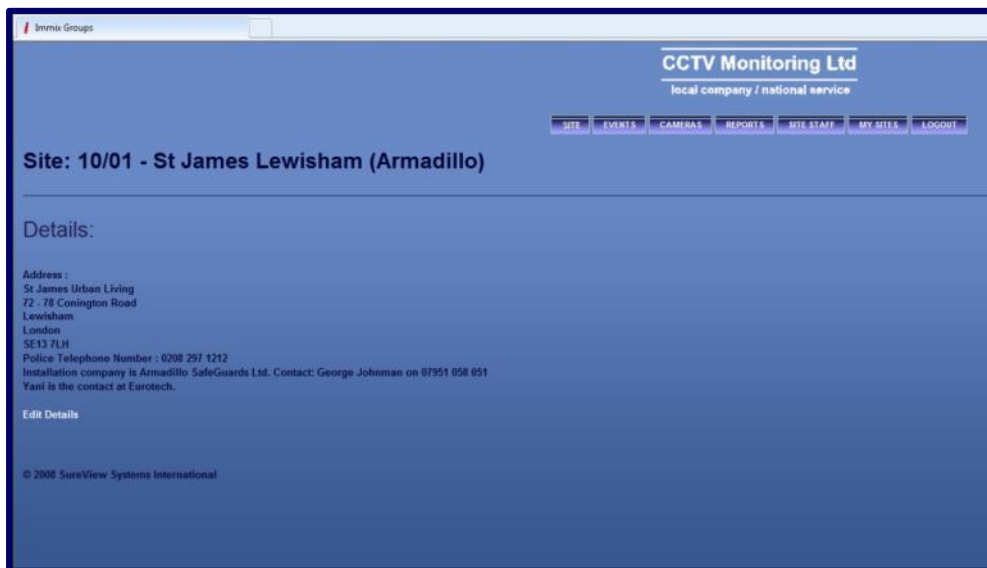 Immix Groups
CCTV Monitoring Ltd
local company / national service
SITE EVENTS CAMERAS REPORTS SITE STAFF MY SITES LOGOUT
Site: 10/01 - St James Lewisham (Armadillo)
Details:
Address :
St James Urban Living
72 - 78 Conington Road
Lewisham
London
SE13 7LH
Police Telephone Number : 0208 297 1212
Installation company is Armadillo SafeGuards Ltd. Contact: George Johnman on 07951 058 051
Yani is the contact at Eurotech.
Edit Details
© 2008 SureView Systems International